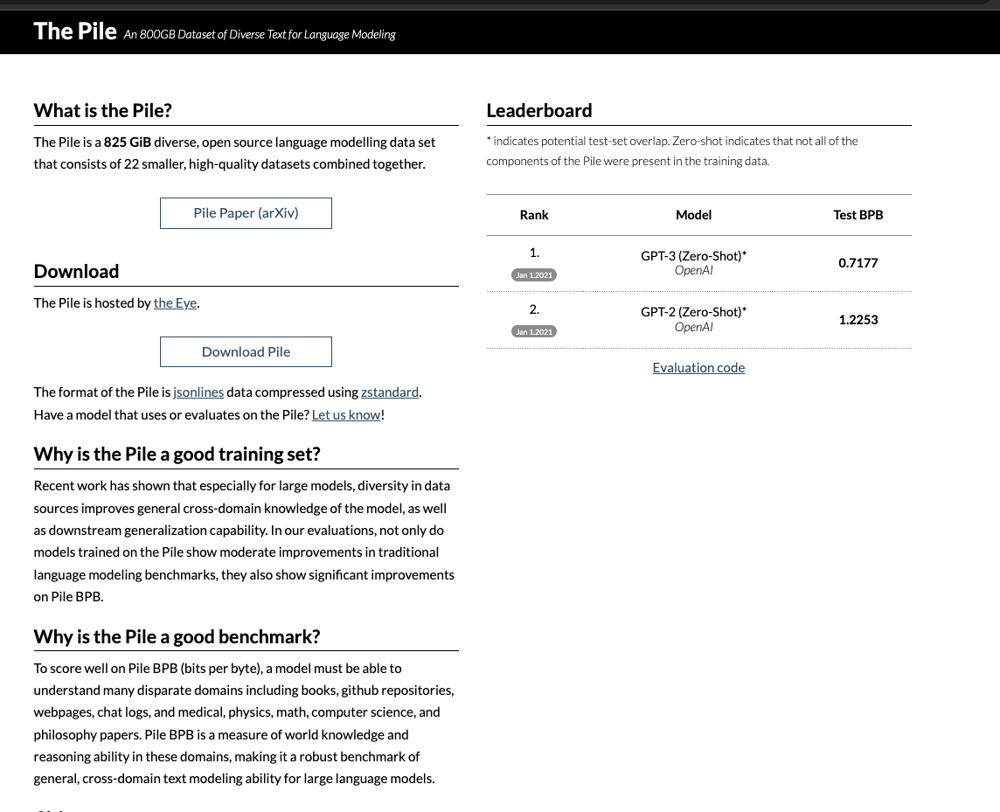 The Pile An 800GB Dataset of Diverse Text for Language Modeling
What is the Pile?
The Pile is a 825 GiB diverse, open source language modelling data set
that consists of 22 smaller, high-quality datasets combined together.
Pile Paper (arXiv)
Download
The Pile is hosted by the Eye.
Download Pile
The format of the Pile is jsonlines data compressed using zstandard.
Have a model that uses or evaluates on the Pile? Let us know!
Why is the Pile a good training set?
Recent work has shown that especially for large models, diversity in data
sources improves general cross-domain knowledge of the model, as well
as downstream generalization capability. In our evaluations, not only do
models trained on the Pile show moderate improvements in traditional
language modeling benchmarks, they also show significant improvements
on Pile BPB.
Why is the Pile a good benchmark?
To score well on Pile BPB (bits per byte), a model must be able to
understand many disparate domains including books, github repositories,
webpages, chat logs, and medical, physics, math, computer science, and
philosophy papers. Pile BPB is a measure of world knowledge and
reasoning ability in these domains, making it a robust benchmark of
general, cross-domain text modeling ability for large language models.
Leaderboard
* indicates potential test-set overlap. Zero-shot indicates that not all of the
components of the Pile were present in the training data.
Rank Model Test BPB
1. GPT-3 (Zero-Shot)* 0.7177
Jan 1.2021 OpenAI
2. GPT-2 (Zero-Shot)* 1.2253
Jan 1.2021 OpenAI
Evaluation code